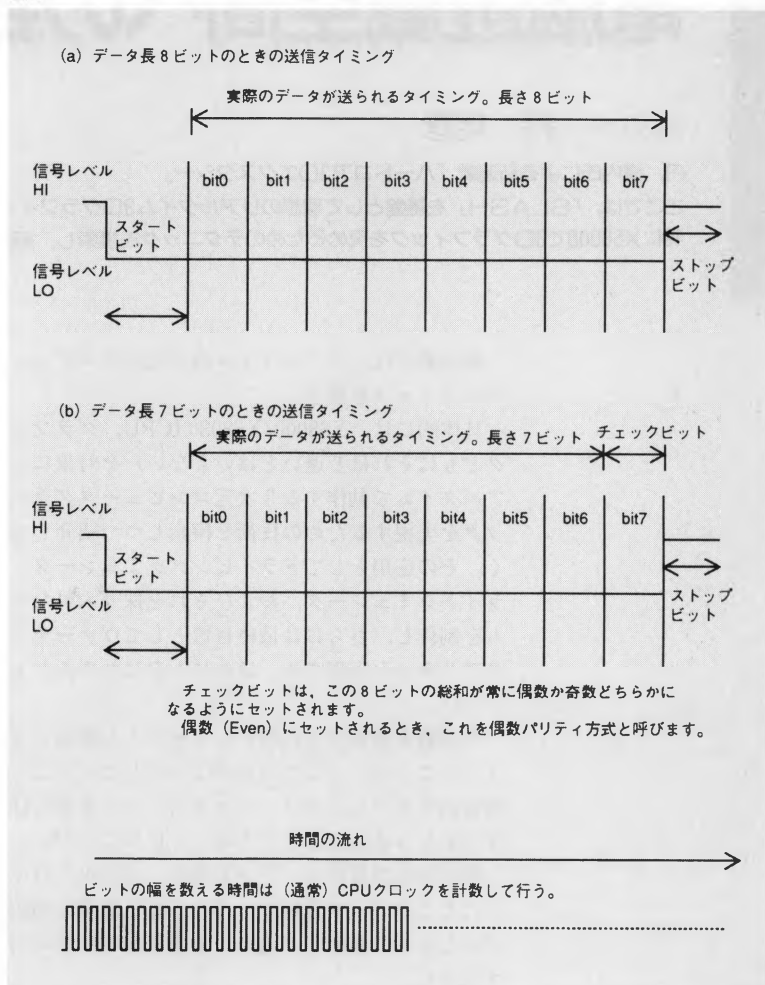 (a) データ長8ビットのときの送信タイミング
実際のデータが送られるタイミング。長さ8ビット
信号レベル
HI
bit0 bit1 bit2 bit3 bit4 bit5 bit6 bit7
スタート
ビット
信号レベル
LO
ストップ
ビット
(b) データ長7ビットのときの送信タイミング
実際のデータが送られるタイミング。長さ7ビット チェックビット
信号レベル
HI
bit0 bit1 bit2 bit3 bit4 bit5 bit6 bit7
スタート
ビット
信号レベル
LO
ストップ
ビット
チェックビットは，この8ビットの総和が常に偶数か奇数どちらかに
なるようにセットされます。
偶数（Even）にセットされるとき，これを偶数パリティ方式と呼びます。
時間の流れ
ビットの幅を数える時間は（通常）CPUクロックを計数して行う。